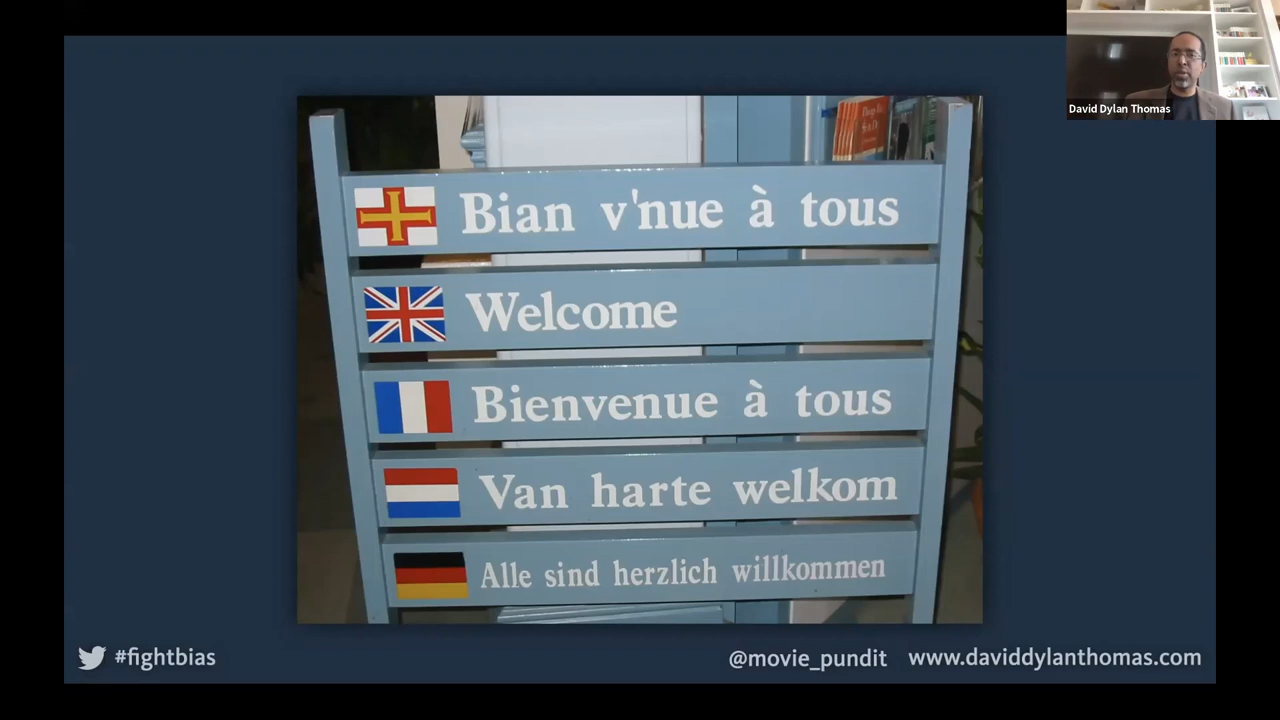 David Dylan Thomas
Bian v'nue à tous
Welcome
Bienvenue à tous
Van harte welkom
Alle sind herzlich willkommen
#fightbias
@movie_pundit
www.daviddylanthomas.com